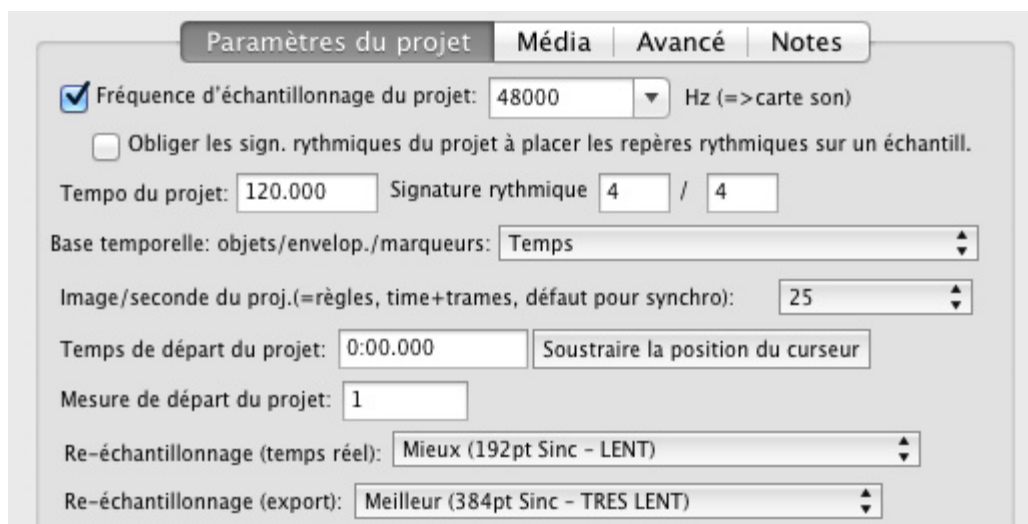 Paramètres du projet Média Avancé Notes
Fréquence d'échantillonnage du projet: 48000 Hz (=>carte son)
Obliger les sign. rythmiques du projet à placer les repères rythmiques sur un échantill.
Tempo du projet: 120.000 Signature rythmique 4 / 4
Base temporelle: objets/envelop./marqueurs: Temps
Image/seconde du proj.(=règles, time+trames, défaut pour synchro): 25
Temps de départ du projet: 0:00.000 Soustraire la position du curseur
Mesure de départ du projet: 1
Re-échantillonnage (temps réel): Mieux (192pt Sinc - LENT)
Re-échantillonnage (export): Meilleur (384pt Sinc - TRES LENT)